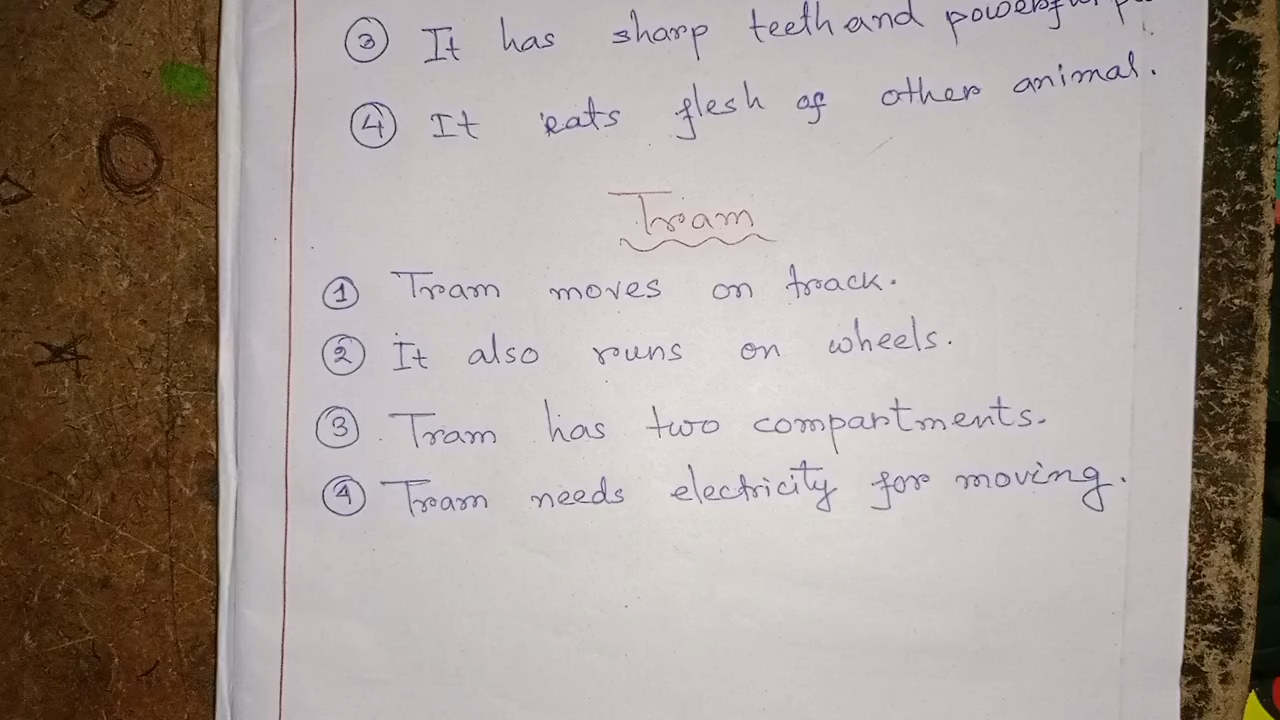 ③ It has sharp teeth and powerful
④ It eats flesh of other animal.
Tram
① Tram moves on track.
② It also runs on wheels.
③ Tram has two compartments.
④ Tram needs electricity for moving.